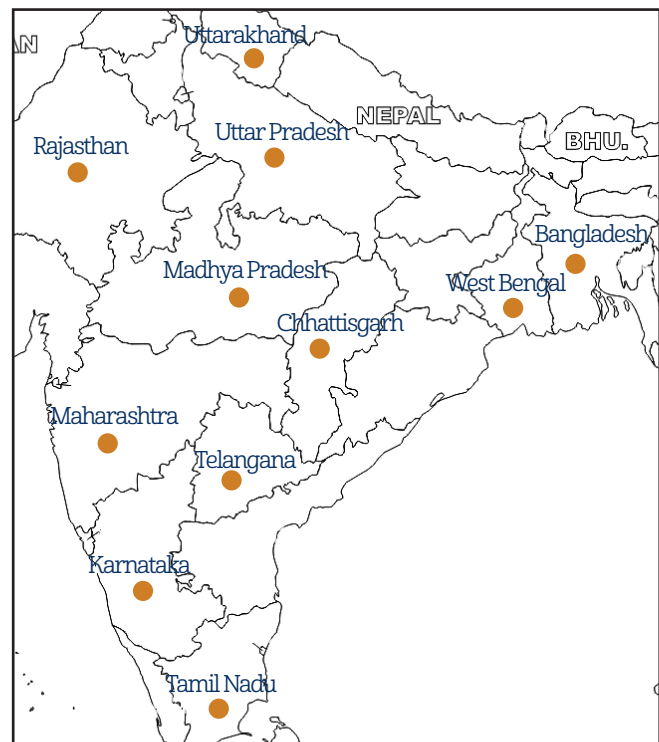 Uttarakhand
AN
NEPAL
Uttar Pradesh
BHU.
Rajasthan
Bangladesh
Madhya Pradesh
West Bengal
Chhattisgarh
Maharashtra
Telangana
Karnataka
Tamil Nadu